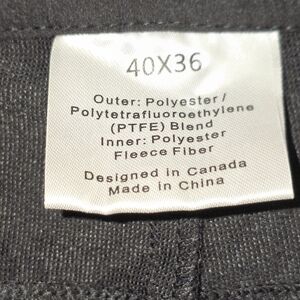 40X36
Outer: Polyester /
Polytetrafluoroethylene
(PTFE) Blend
Inner: Polyester
Fleece Fiber
Designed in Canada
Made in China